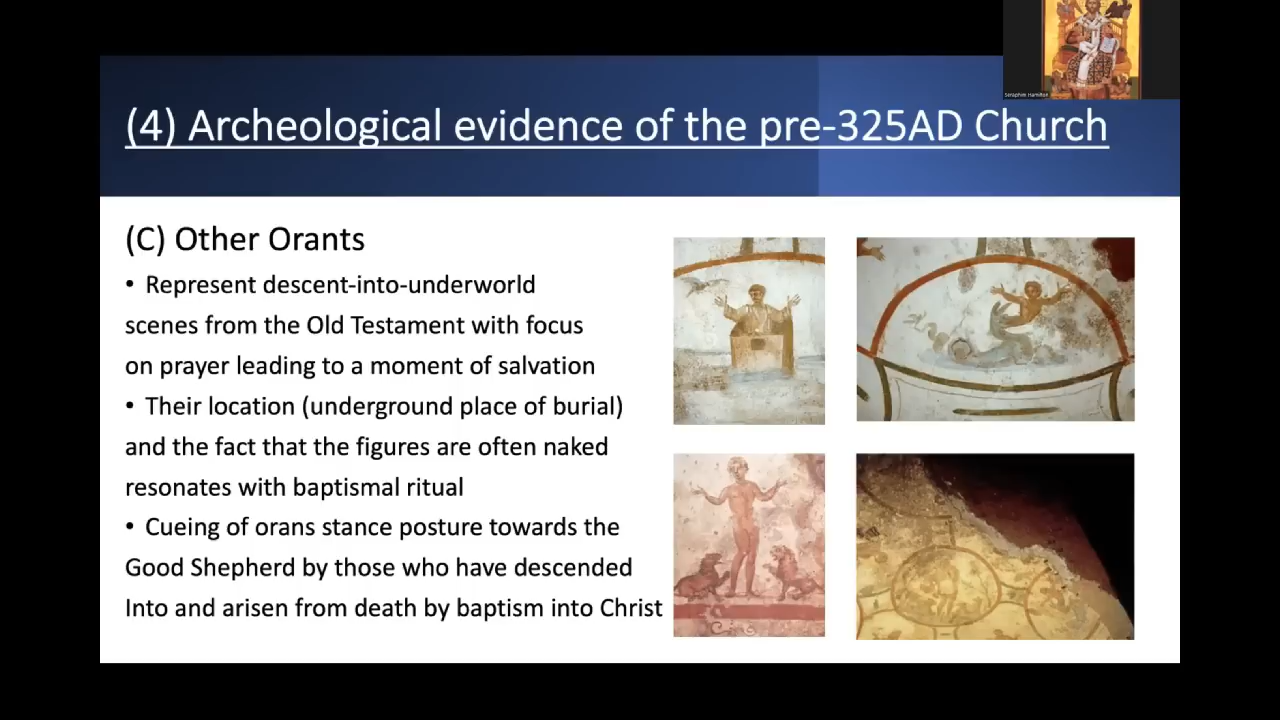 Seraphim Hamilton
(4) Archeological evidence of the pre-325AD Church
(C) Other Orants
• Represent descent-into-underworld
scenes from the Old Testament with focus
on prayer leading to a moment of salvation
• Their location (underground place of burial)
and the fact that the figures are often naked
resonates with baptismal ritual
• Cueing of orans stance posture towards the
Good Shepherd by those who have descended
Into and arisen from death by baptism into Christ